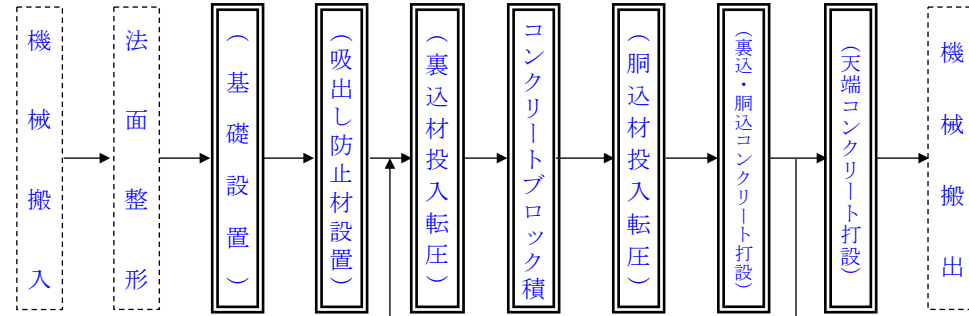 機械搬入
法面整形
（基礎設置）
（吸出し防止材設置）
（裏込材投入転圧）
コンクリートブロック積
（胴込材投入転圧）
（裏込・胴込コンクリート打設）
（天端コンクリート打設）
機械搬出